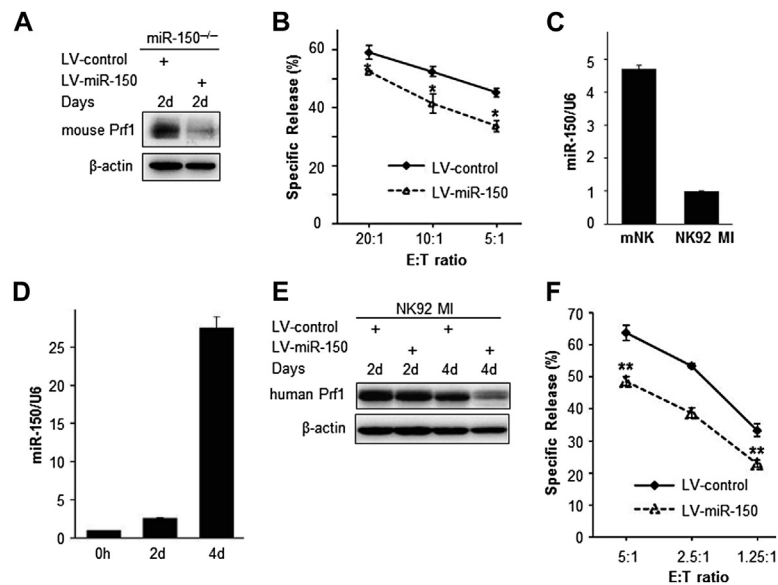 A
miR-150–/–
LV-control +
LV-miR-150 +
Days 2d 2d
mouse Prf1
β-actin
B
Specific Release (%)
60
40
20
0
*
*
*
LV-control
LV-miR-150
20:1 10:1 5:1
E:T ratio
C
miR-150/U6
5
4
3
2
1
0
mNK NK92 MI
D
miR-150/U6
25
20
15
10
5
0
0h 2d 4d
E
NK92 MI
LV-control + +
LV-miR-150 + +
Days 2d 2d 4d 4d
human Prf1
β-actin
F
Specific Release (%)
70
60
50
40
30
20
10
0
**
**
LV-control
LV-miR-150
5:1 2.5:1 1.25:1
E:T ratio